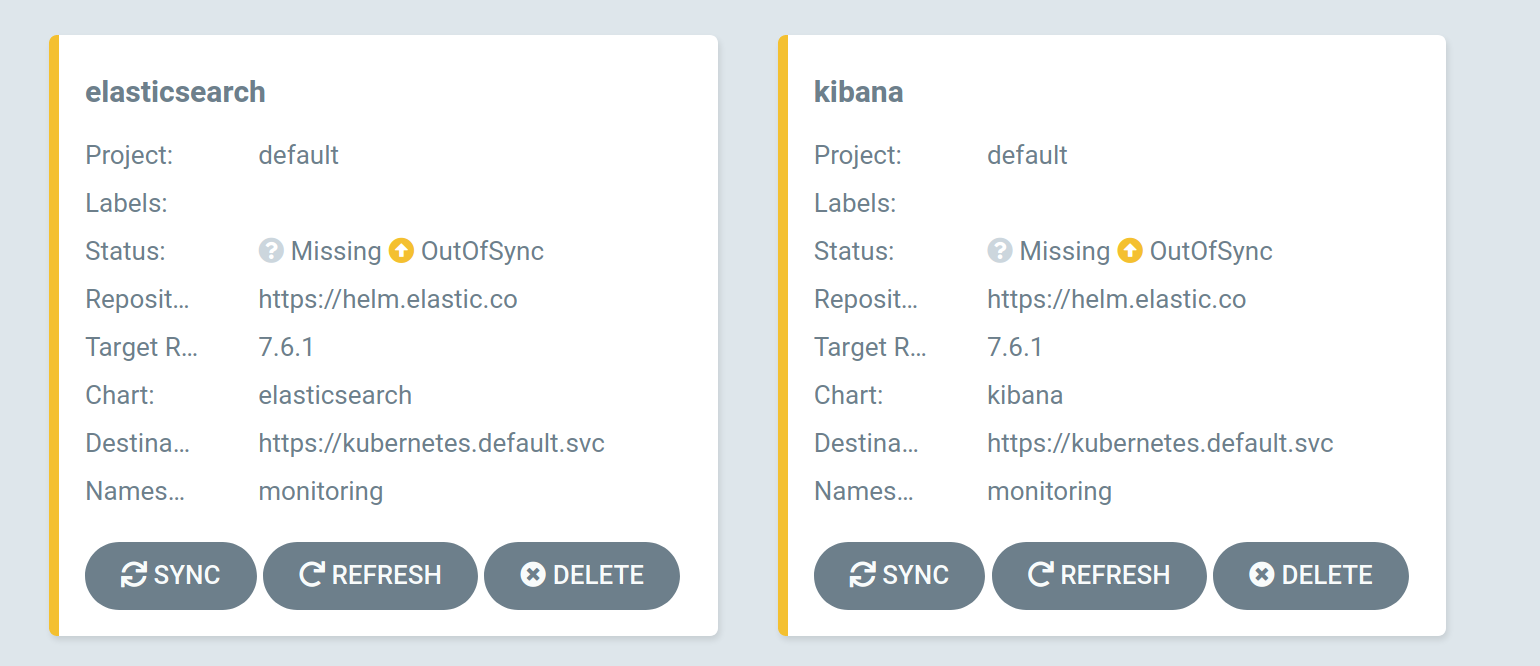 elasticsearch
Project: default
Labels:
Status: Missing OutOfSync
Reposit... https://helm.elastic.co
Target R... 7.6.1
Chart: elasticsearch
Destina... https://kubernetes.default.svc
Names... monitoring
SYNC REFRESH DELETE
kibana
Project: default
Labels:
Status: Missing OutOfSync
Reposit... https://helm.elastic.co
Target R... 7.6.1
Chart: kibana
Destina... https://kubernetes.default.svc
Names... monitoring
SYNC REFRESH DELETE